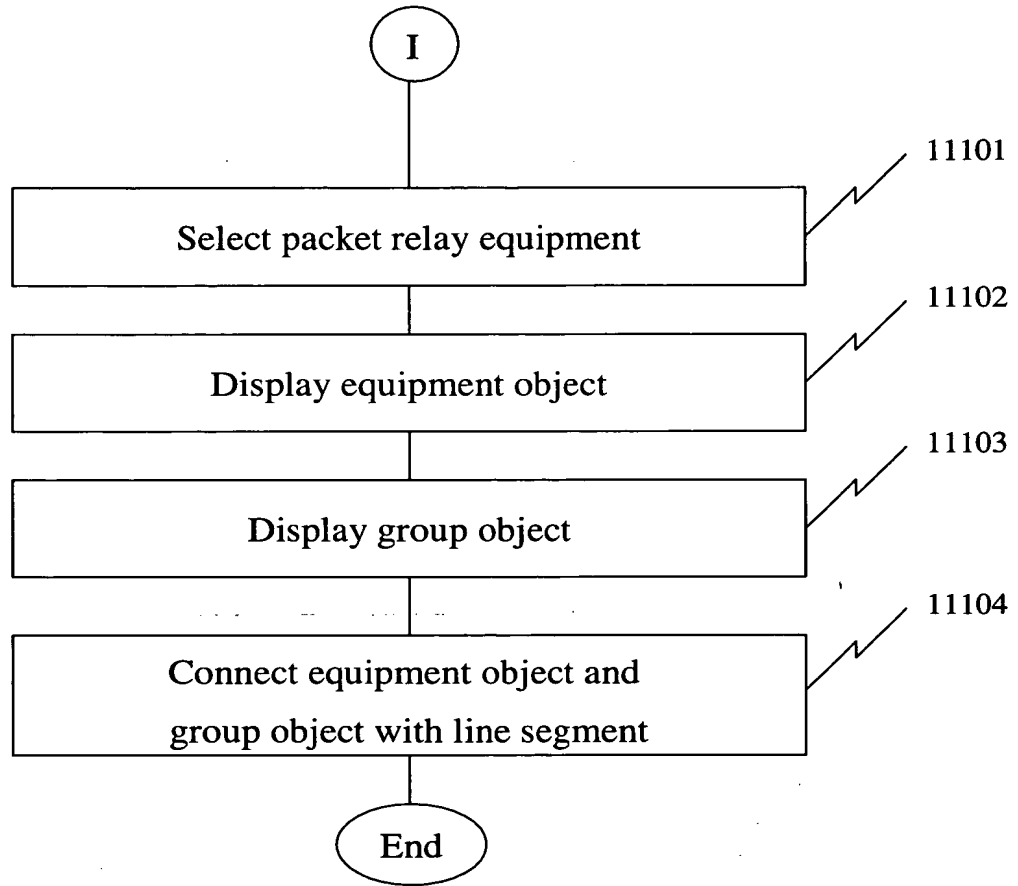 I
11101
Select packet relay equipment
11102
Display equipment object
11103
Display group object
11104
Connect equipment object and
group object with line segment
End